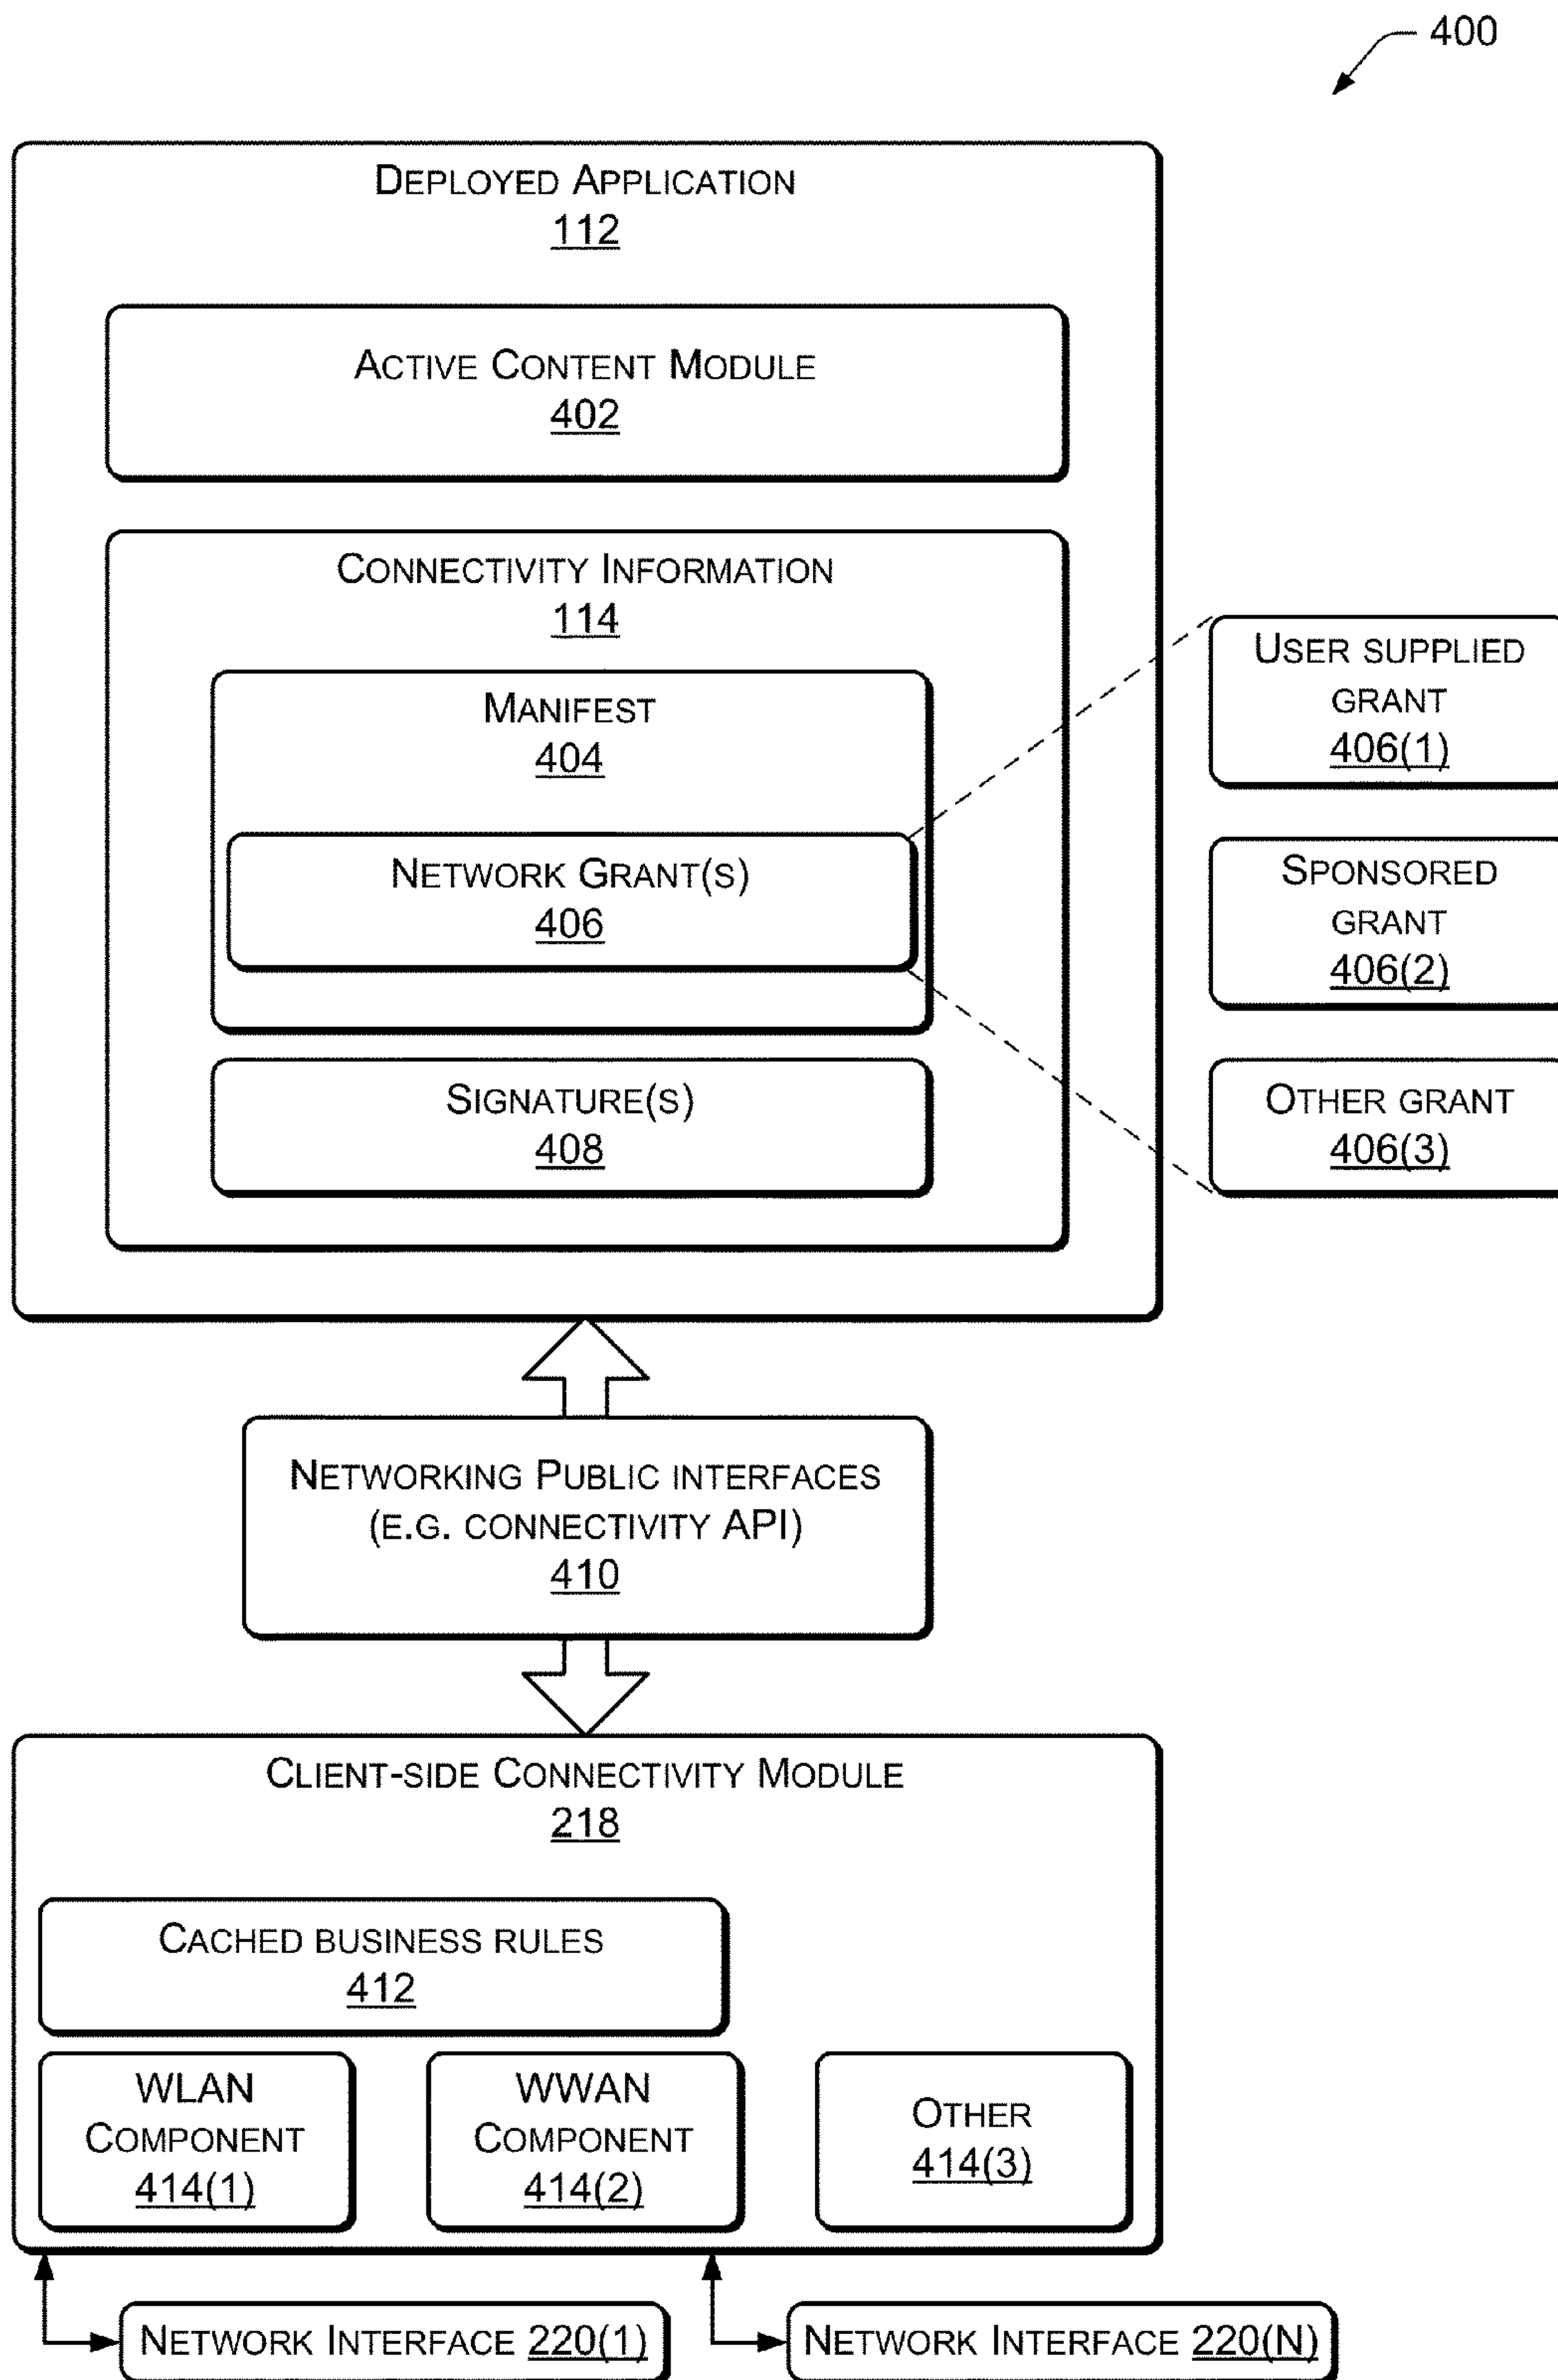 400
DEPLOYED APPLICATION
112
ACTIVE CONTENT MODULE
402
CONNECTIVITY INFORMATION
114
MANIFEST
404
NETWORK GRANT(S)
406
SIGNATURE(S)
408
USER SUPPLIED
GRANT
406(1)
SPONSORED
GRANT
406(2)
OTHER GRANT
406(3)
NETWORKING PUBLIC INTERFACES
(E.G. CONNECTIVITY API)
410
CLIENT-SIDE CONNECTIVITY MODULE
218
CACHED BUSINESS RULES
412
WLAN
COMPONENT
414(1)
WWAN
COMPONENT
414(2)
OTHER
414(3)
NETWORK INTERFACE 220(1)
NETWORK INTERFACE 220(N)